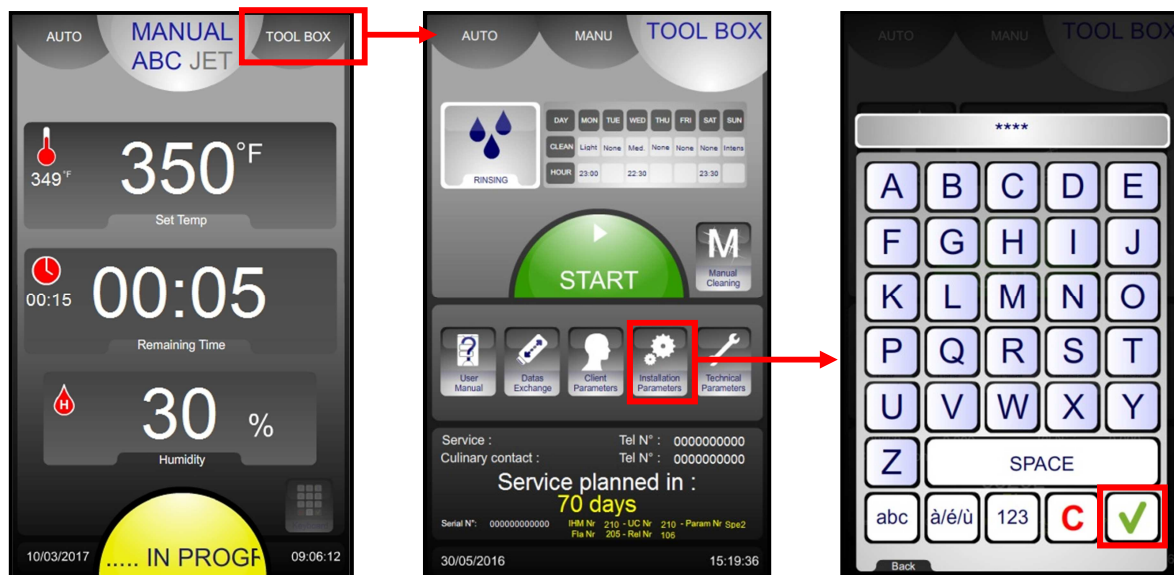 AUTO
MANUAL
ABC JET
TOOL BOX
349°F
350°F
Set Temp
00:15
00:05
Remaining Time
H
30 %
Humidity
10/03/2017
..... IN PROGR
09:06:12
AUTO
MANU
TOOL BOX
RINSING
DAY MON TUE WED THU FRI SAT SUN
CLEAN Light None Med. None None None Intens
HOUR 23:00 22:30 23:30
START
M
Manual
Cleaning
?
User
Manual
Datas
Exchange
Client
Parameters
Installation
Parameters
Technical
Parameters
Service : Tel N° : 0000000000
Culinary contact : Tel N° : 0000000000
Service planned in :
70 days
Serial N°: 000000000000 IHM Nr 210 - UC Nr 210 - Param Nr Spe2
Fla Nr 205 - Rel Nr 106
30/05/2016
15:19:36
AUTO
MANU
TOOL BOX
****
A B C D E
F G H I J
K L M N O
P Q R S T
U V W X Y
Z SPACE
abc à/é/ù 123 C
Back